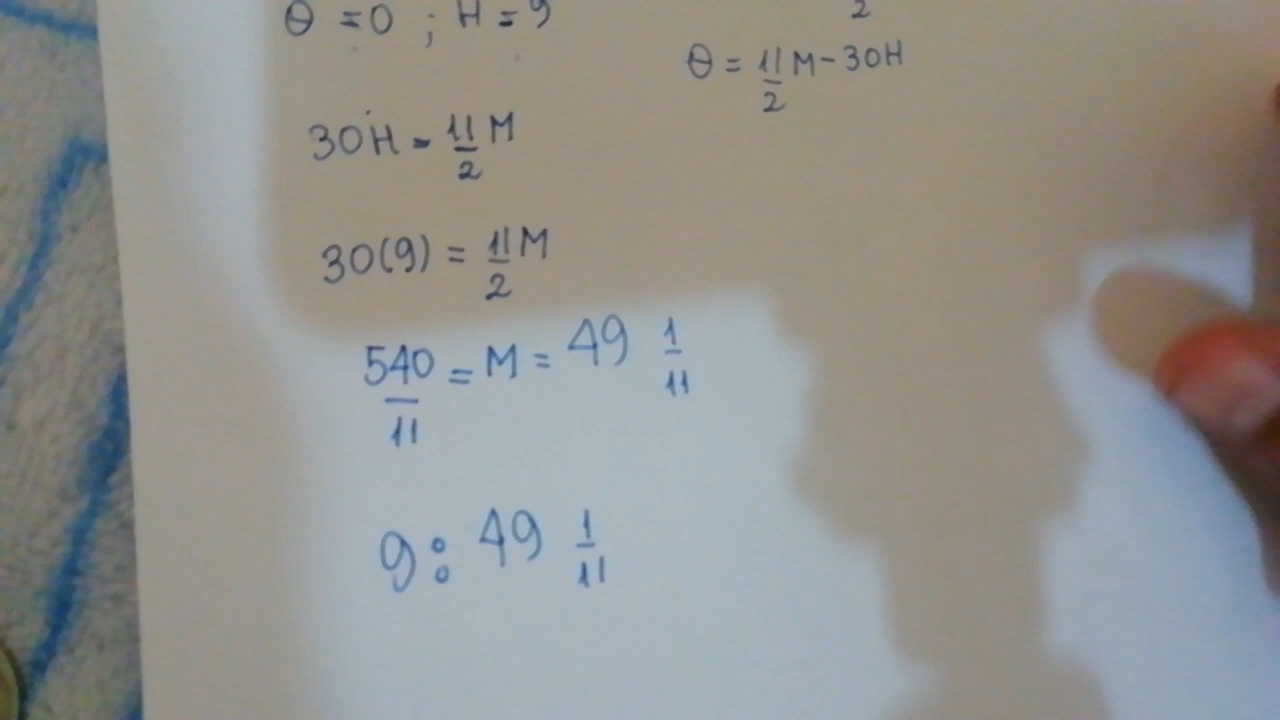 θ = 0 ; H = 9
2
θ = 11/2 M - 30H
30H = 11/2 M
30(9) = 11/2 M
540/11 = M = 49 1/11
9 : 49 1/11